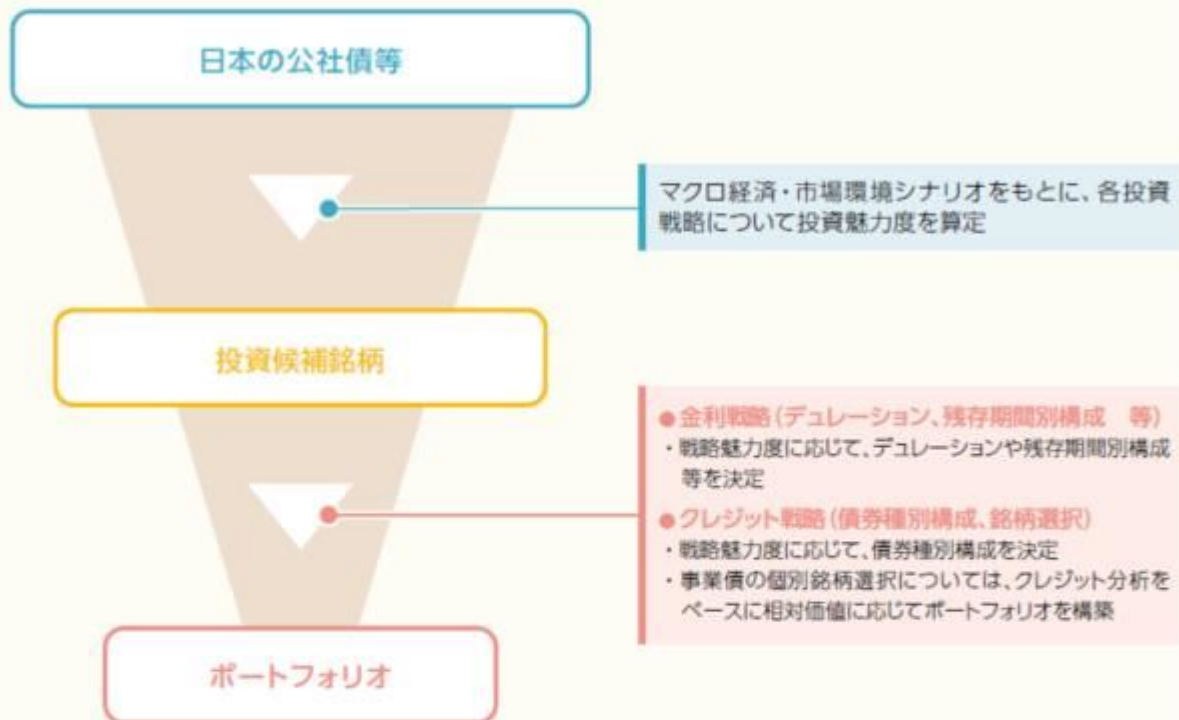 日本の公社債等
マクロ経済・市場環境シナリオをもとに、各投資
戦略について投資魅力度を算定
投資候補銘柄
●金利戦略(デュレーション、残存期間別構成　等)
・戦略魅力度に応じて、デュレーションや残存期間別構成
等を決定
●クレジット戦略(債券種別構成、銘柄選択)
・戦略魅力度に応じて、債券種別構成を決定
・事業債の個別銘柄選択については、クレジット分析を
ベースに相対価値に応じてポートフォリオを構築
ポートフォリオ